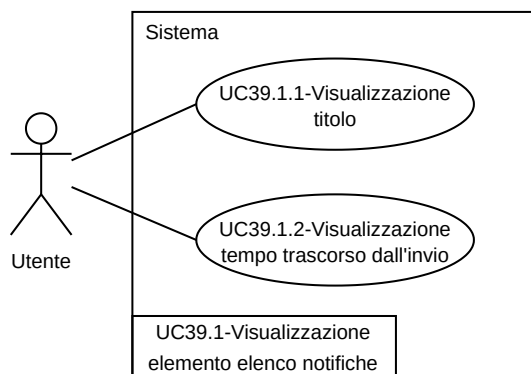 Sistema
UC39.1.1-Visualizzazione
titolo
UC39.1.2-Visualizzazione
tempo trascorso dall'invio
Utente
UC39.1-Visualizzazione
elemento elenco notifiche